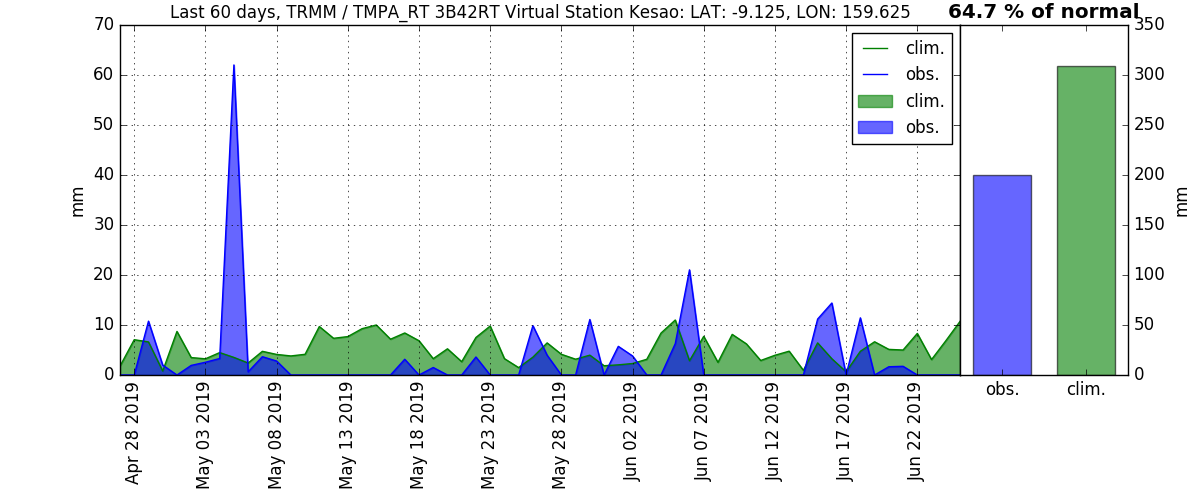 Last 60 days, TRMM / TMPA_RT 3B42RT Virtual Station Kesao: LAT: -9.125, LON: 159.625
64.7 % of normal
70
60
50
40
30
20
10
0
mm
clim.
obs.
clim.
obs.
350
300
250
200
150
100
50
0
mm
Apr 28 2019
May 03 2019
May 08 2019
May 13 2019
May 18 2019
May 23 2019
May 28 2019
Jun 02 2019
Jun 07 2019
Jun 12 2019
Jun 17 2019
Jun 22 2019
obs.
clim.